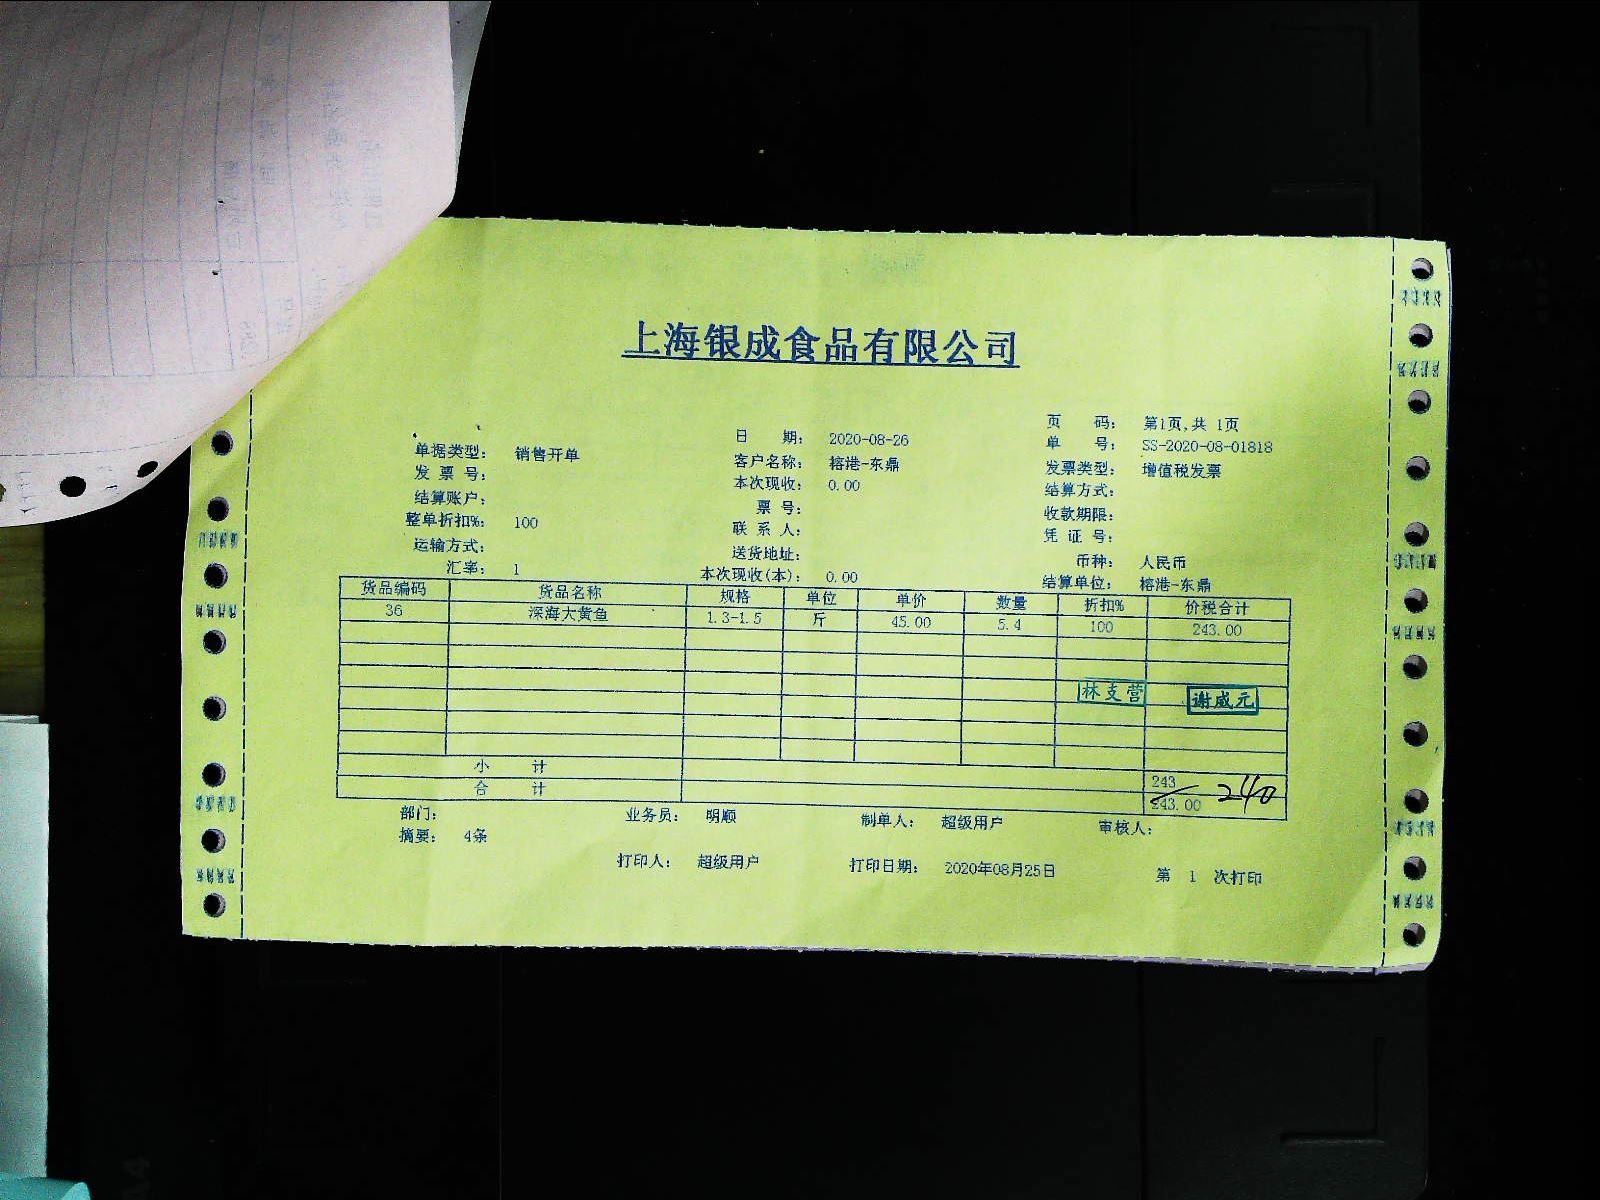 上海银成食品有限公司
页 码： 第1页,共 1页
单据类型： 销售开单 日 期： 2020-08-26 单 号： SS-2020-08-01818
发 票 号： 客户名称： 榕港-东鼎 发票类型： 增值税发票
结算账户： 本次现收： 0.00 结算方式：
整单折扣%： 100 票 号： 收款期限：
运输方式： 联 系 人： 凭 证 号：
送货地址： 币种： 人民币
汇率： 1 本次现收(本)： 0.00 结算单位： 榕港-东鼎
货品编码 货品名称 规格 单位 单价 数量 折扣% 价税合计
36 深海大黄鱼 1.3-1.5 斤 45.00 5.4 100 243.00
林支营 谢威元
小 计 243
合 计 243.00 240
部门： 业务员： 明顺 制单人： 超级用户 审核人：
摘要： 4条
打印人： 超级用户 打印日期： 2020年08月25日 第 1 次打印